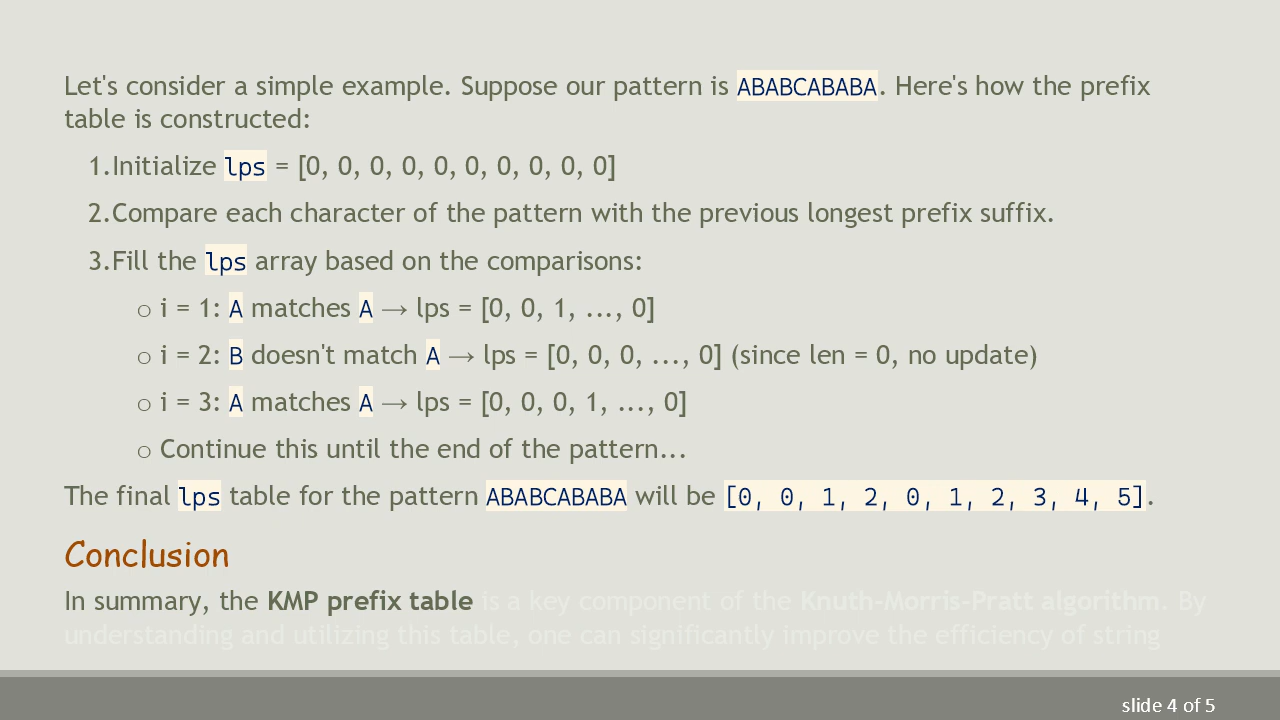 Let's consider a simple example. Suppose our pattern is ABABCABABA. Here's how the prefix
table is constructed:
1.Initialize lps = [0, 0, 0, 0, 0, 0, 0, 0, 0, 0]
2.Compare each character of the pattern with the previous longest prefix suffix.
3.Fill the lps array based on the comparisons:
○ i = 1: A matches A → lps = [0, 0, 1, ..., 0]
○ i = 2: B doesn't match A → lps = [0, 0, 0, ..., 0] (since len = 0, no update)
○ i = 3: A matches A → lps = [0, 0, 0, 1, ..., 0]
○ Continue this until the end of the pattern...
The final lps table for the pattern ABABCABABA will be [0, 0, 1, 2, 0, 1, 2, 3, 4, 5].
Conclusion
In summary, the KMP prefix table is a key component of the Knuth-Morris-Pratt algorithm. By
understanding and utilizing this table, one can significantly improve the efficiency of string
slide 4 of 5